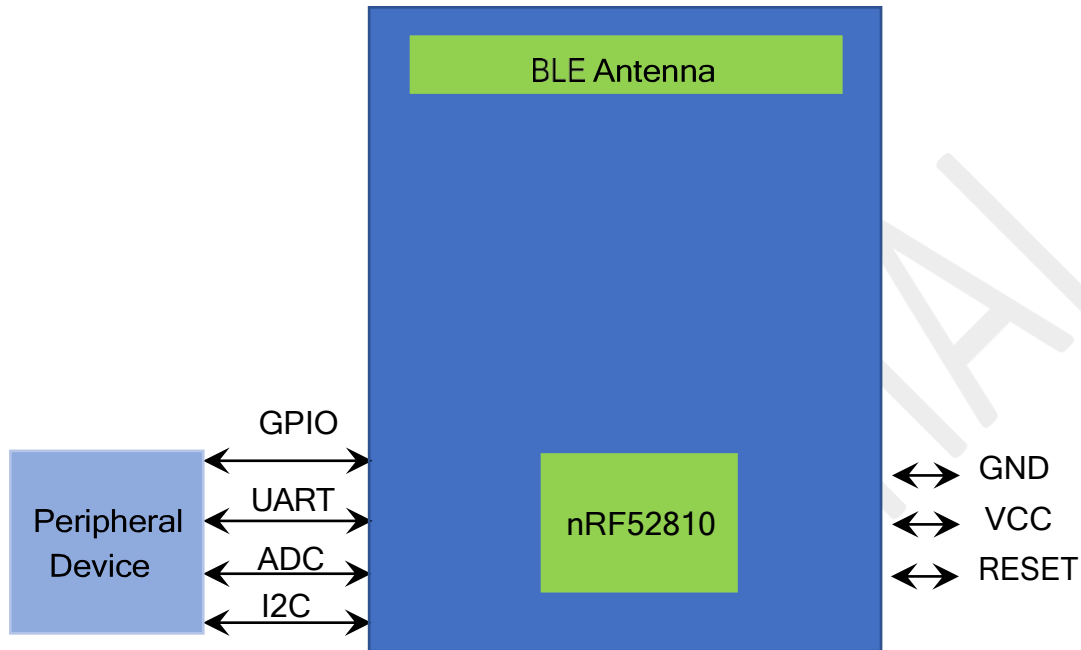 BLE Antenna
GPIO
UART
ADC
I2C
Peripheral
Device
nRF52810
GND
VCC
RESET